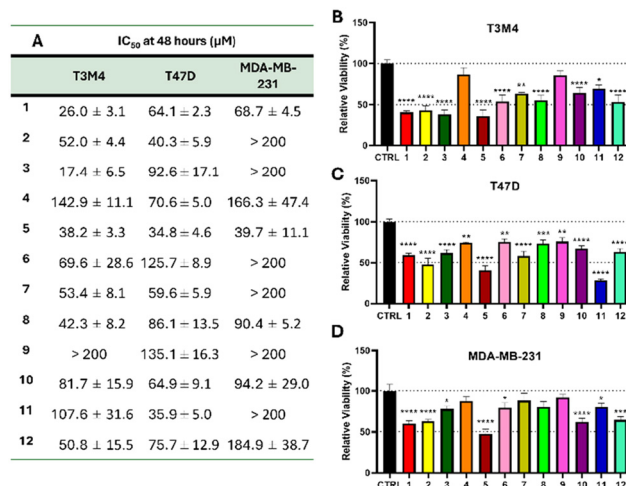 A
IC50 at 48 hours (μM)
T3M4 T47D MDA-MB-231
1 26.0 ± 3.1 64.1 ± 2.3 68.7 ± 4.5
2 52.0 ± 4.4 40.3 ± 5.9 > 200
3 17.4 ± 6.5 92.6 ± 17.1 > 200
4 142.9 ± 11.1 70.6 ± 5.0 166.3 ± 47.4
5 38.2 ± 3.3 34.8 ± 4.6 39.7 ± 11.1
6 69.6 ± 28.6 125.7 ± 8.9 > 200
7 53.4 ± 8.1 59.6 ± 5.9 > 200
8 42.3 ± 8.2 86.1 ± 13.5 90.4 ± 5.2
9 > 200 135.1 ± 16.3 > 200
10 81.7 ± 15.9 64.9 ± 9.1 94.2 ± 29.0
11 107.6 ± 31.6 35.9 ± 5.0 > 200
12 50.8 ± 15.5 75.7 ± 12.9 184.9 ± 38.7
B
T3M4
Relative Viability (%)
150
100
50
0
**** **** **** **** **** **** **** * ****
CTRL 1 2 3 4 5 6 7 8 9 10 11 12
C
T47D
Relative Viability (%)
150
100
50
0
**** **** **** ** **** ** **** *** ** **** **** ****
CTRL 1 2 3 4 5 6 7 8 9 10 11 12
D
MDA-MB-231
Relative Viability (%)
150
100
50
0
**** **** * **** * **** * ***
CTRL 1 2 3 4 5 6 7 8 9 10 11 12